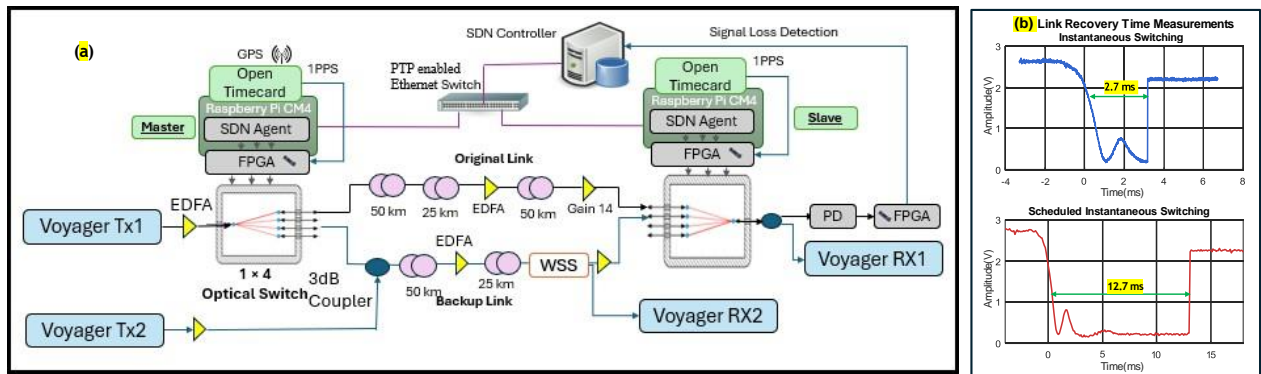 (a)
GPS
Open
Timecard
1PPS
Raspberry Pi CM4
SDN Agent
FPGA
Master
PTP enabled
Ethernet Switch
SDN Controller
Signal Loss Detection
Open
Timecard
1PPS
Raspberry Pi CM4
SDN Agent
FPGA
Slave
Original Link
50 km
25 km
EDFA
50 km
Gain 14
EDFA
Voyager Tx1
1 × 4
Optical Switch
3dB
Coupler
EDFA
50 km
25 km
Backup Link
WSS
PD
FPGA
Voyager RX1
Voyager Tx2
Voyager RX2
(b) Link Recovery Time Measurements
Instantaneous Switching
Amplitude(V)
3
2
1
0
2.7 ms
-4 -2 0 2 4 6 8
Time(ms)
Scheduled Instantaneous Switching
Amplitude(V)
3
2
1
0
12.7 ms
0 5 10 15
Time(ms)